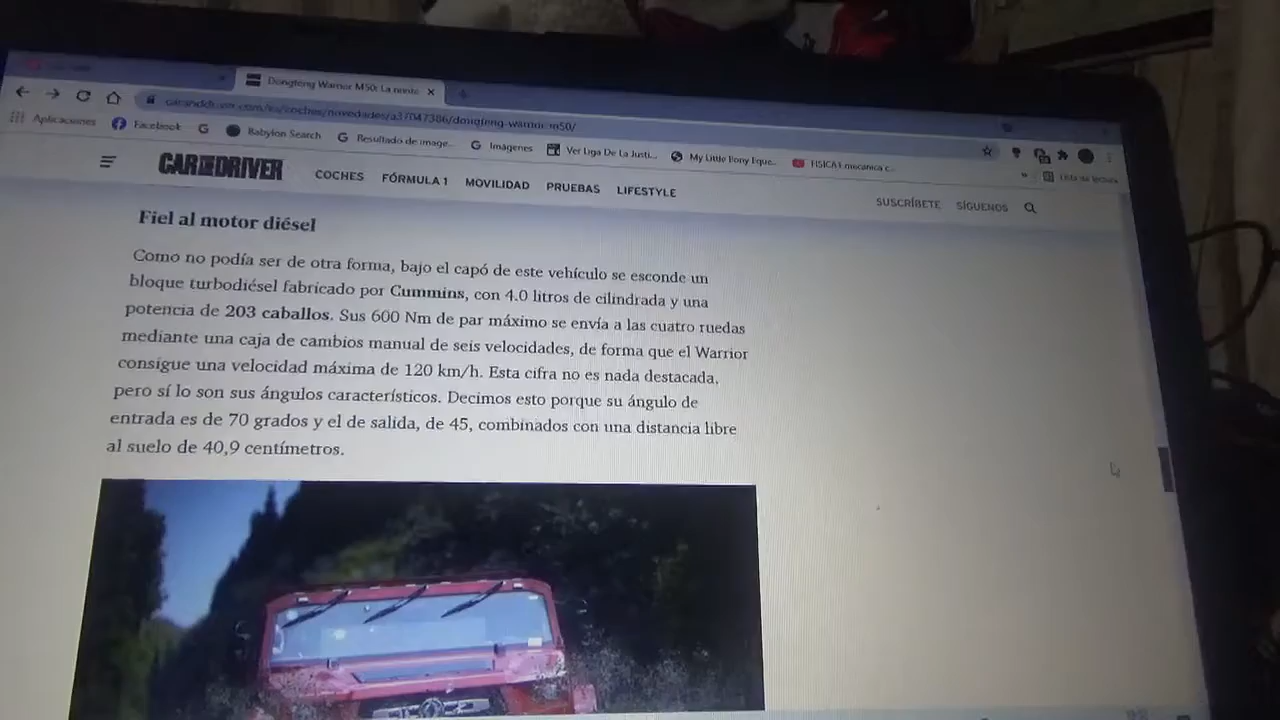 Dongfeng Warrior M50: La nonte
caranddriver.com/es/coches/novedades/a37047386/dongfeng-warrior-m50/
Aplicaciones Facebook Babylon Search Resultado de image... Imágenes Ver Liga De La Justi... My Little Pony Eque... FISICA I mecanica c... » Lista de lectura
CAR AND DRIVER COCHES FÓRMULA 1 MOVILIDAD PRUEBAS LIFESTYLE SUSCRÍBETE SÍGUENOS
Fiel al motor diésel
Como no podía ser de otra forma, bajo el capó de este vehículo se esconde un
bloque turbodiésel fabricado por Cummins, con 4.0 litros de cilindrada y una
potencia de 203 caballos. Sus 600 Nm de par máximo se envía a las cuatro ruedas
mediante una caja de cambios manual de seis velocidades, de forma que el Warrior
consigue una velocidad máxima de 120 km/h. Esta cifra no es nada destacada,
pero sí lo son sus ángulos característicos. Decimos esto porque su ángulo de
entrada es de 70 grados y el de salida, de 45, combinados con una distancia libre
al suelo de 40,9 centímetros.